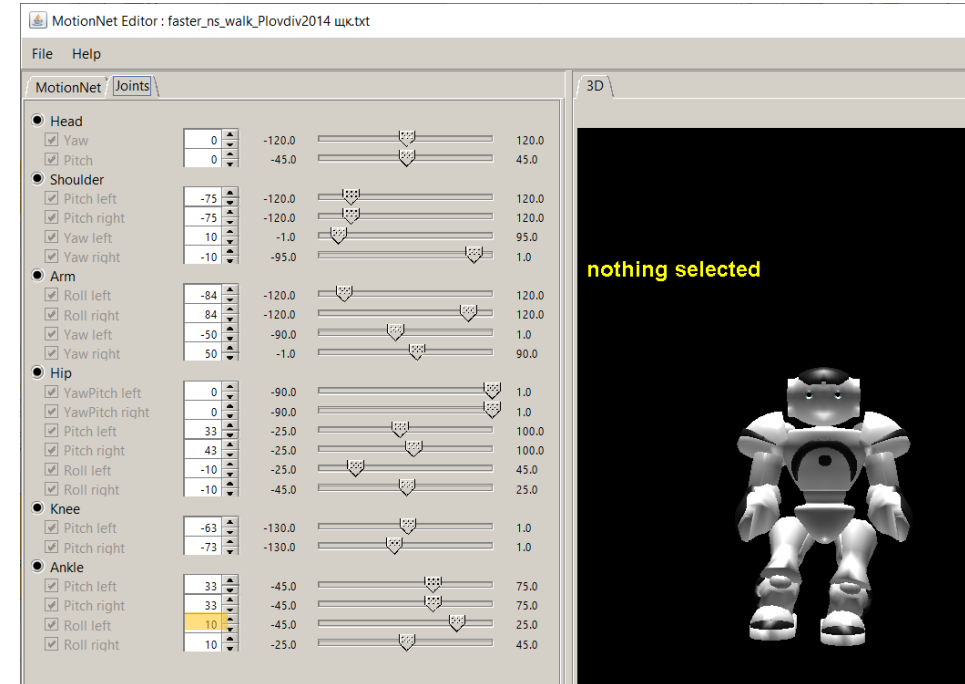 MotionNet Editor : faster_ns_walk_Plovdiv2014 щк.txt
File Help
MotionNet Joints 3D
Head
Yaw 0 -120.0 120.0
Pitch 0 -45.0 45.0
Shoulder
Pitch left -75 -120.0 120.0
Pitch right -75 -120.0 120.0
Yaw left 10 -1.0 95.0
Yaw right -10 -95.0 1.0
nothing selected
Arm
Roll left -84 -120.0 120.0
Roll right 84 -120.0 120.0
Yaw left -50 -90.0 1.0
Yaw right 50 -1.0 90.0
Hip
YawPitch left 0 -90.0 1.0
YawPitch right 0 -90.0 1.0
Pitch left 33 -25.0 100.0
Pitch right 43 -25.0 100.0
Roll left -10 -25.0 45.0
Roll right -10 -45.0 25.0
Knee
Pitch left -63 -130.0 1.0
Pitch right -73 -130.0 1.0
Ankle
Pitch left 33 -45.0 75.0
Pitch right 33 -45.0 75.0
Roll left 10 -45.0 25.0
Roll right 10 -25.0 45.0